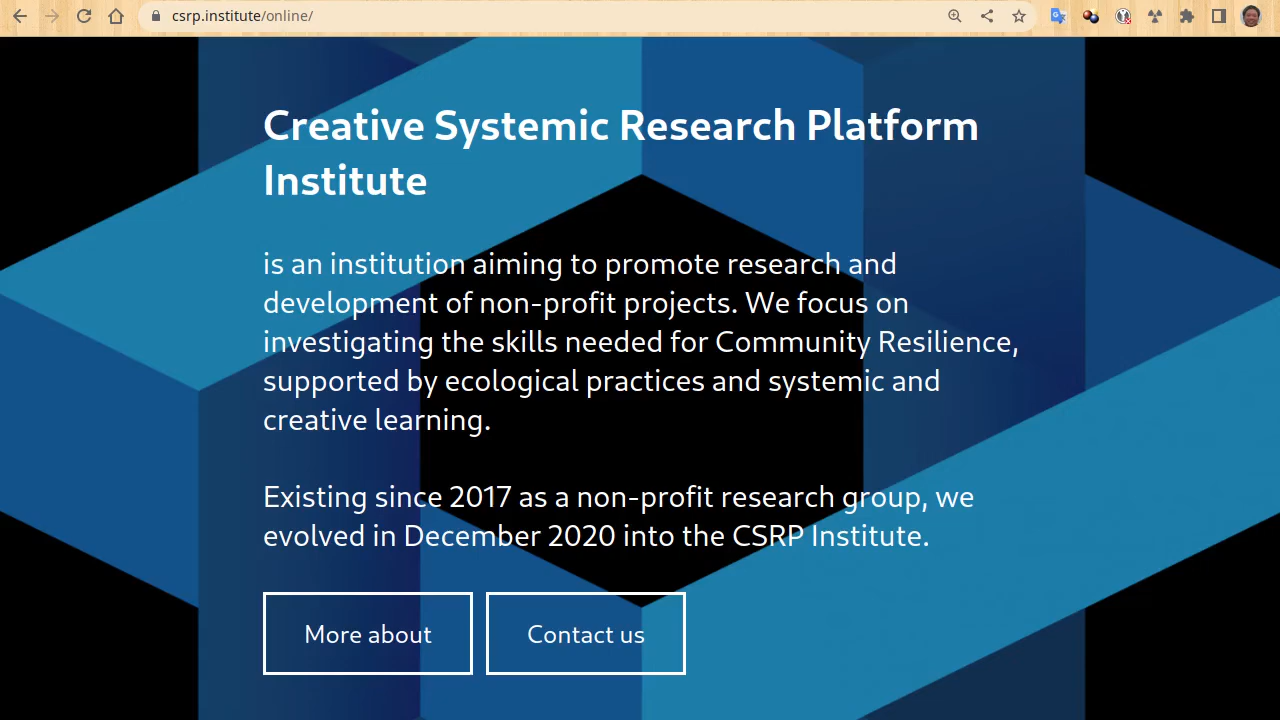 csrp.institute/online/
Creative Systemic Research Platform
Institute
is an institution aiming to promote research and
development of non-profit projects. We focus on
investigating the skills needed for Community Resilience,
supported by ecological practices and systemic and
creative learning.
Existing since 2017 as a non-profit research group, we
evolved in December 2020 into the CSRP Institute.
More about
Contact us